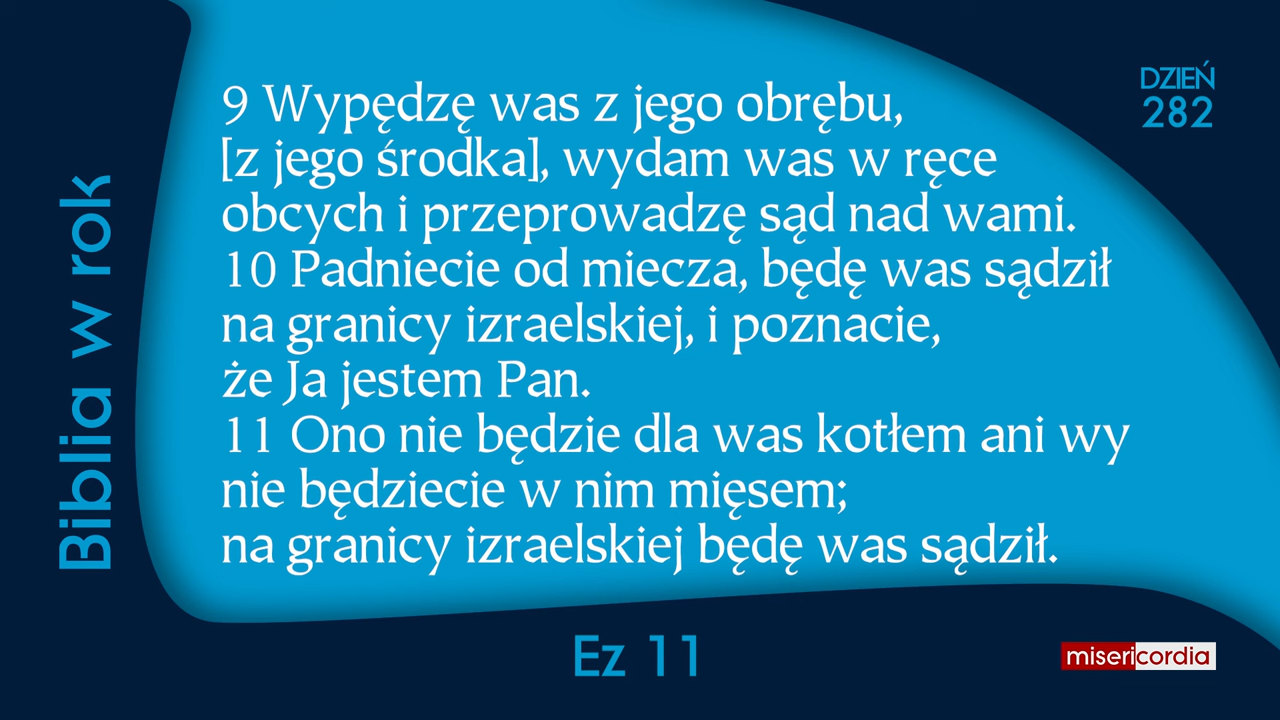 DZIEŃ
282
9 Wypędzę was z jego obrębu,
[z jego środka], wydam was w ręce
obcych i przeprowadzę sąd nad wami.
10 Padniecie od miecza, będę was sądził
na granicy izraelskiej, i poznacie,
że Ja jestem Pan.
11 Ono nie będzie dla was kotłem ani wy
nie będziecie w nim mięsem;
na granicy izraelskiej będę was sądził.
Biblia w rok
Ez 11
misericordia